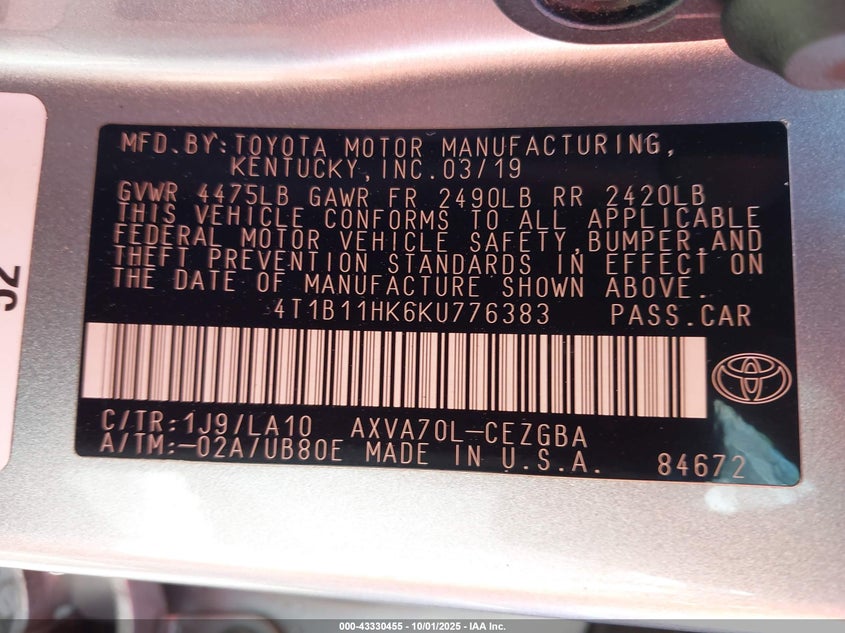 MFD.BY:TOYOTA MOTOR MANUFACTURING,
KENTUCKY, INC. 03/19
GVWR 4475LB GAWR FR 2490LB RR 2420LB
THIS VEHICLE CONFORMS TO ALL APPLICABLE
FEDERAL MOTOR VEHICLE SAFETY,BUMPER,AND
THEFT PREVENTION STANDARDS IN EFFECT ON
THE DATE OF MANUFACTURE SHOWN ABOVE.
4T1B11HK6KU776383 PASS.CAR
C/TR:1J9/LA10 AXVA70L-CEZGBA
A/TM:-02A/UB80E MADE IN U.S.A. 84672
000-43330455 - 10/01/2025 - IAA Inc.